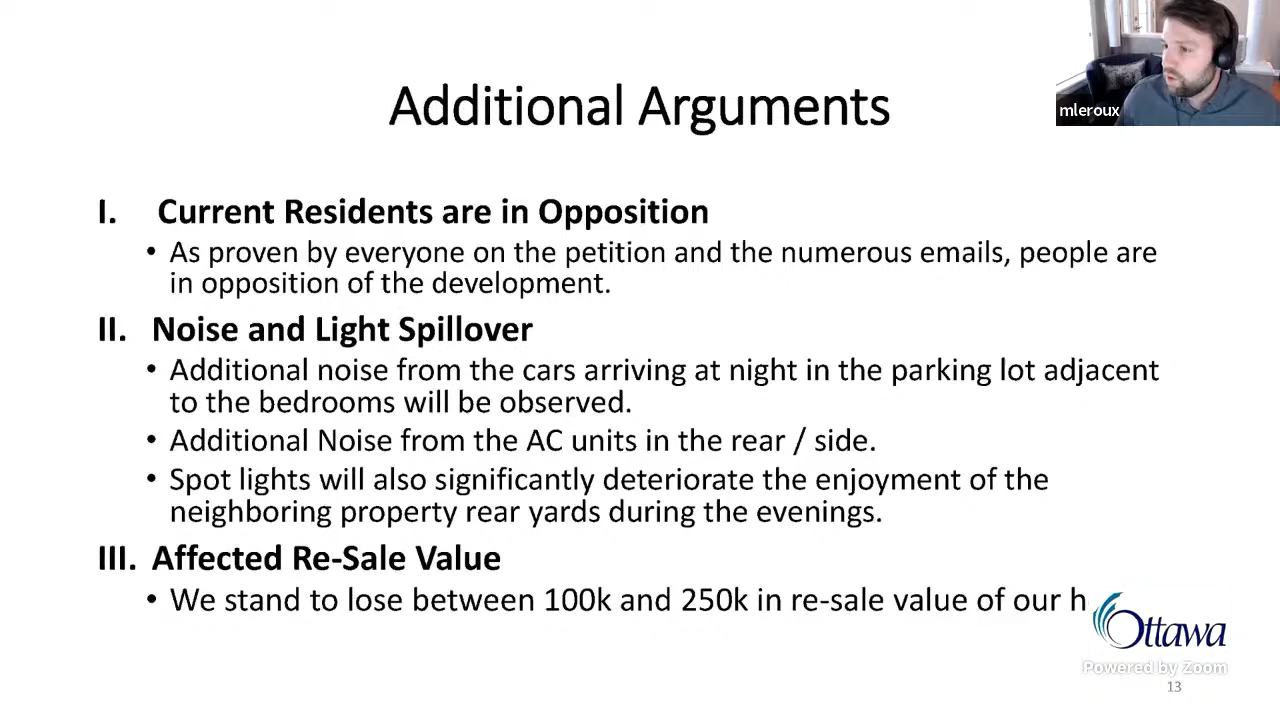 Additional Arguments
mleroux
I. Current Residents are in Opposition
• As proven by everyone on the petition and the numerous emails, people are
in opposition of the development.
II. Noise and Light Spillover
• Additional noise from the cars arriving at night in the parking lot adjacent
to the bedrooms will be observed.
• Additional Noise from the AC units in the rear / side.
• Spot lights will also significantly deteriorate the enjoyment of the
neighboring property rear yards during the evenings.
III. Affected Re-Sale Value
• We stand to lose between 100k and 250k in re-sale value of our h
Ottawa
Powered by Zoom
13